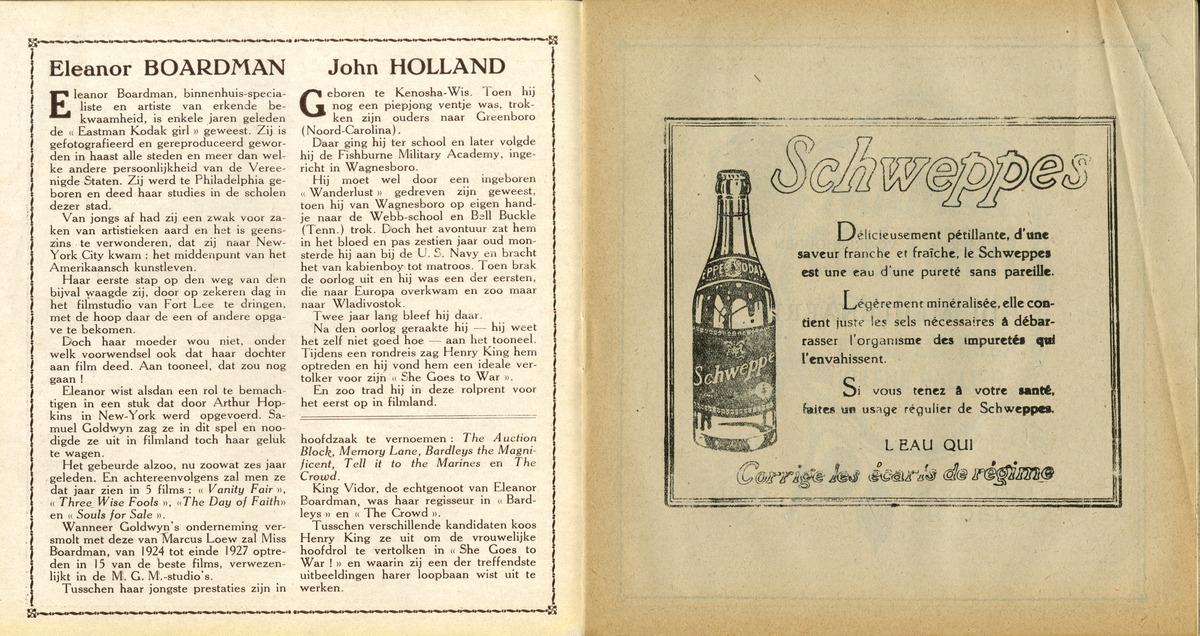 Eleanor BOARDMAN
Eleanor Boardman, binnenhuis-specia-
liste en artiste van erkende be-
kwaamheid, is enkele jaren geleden
de « Eastman Kodak girl » geweest. Zij is
gefotografieerd en gereproduceerd gewor-
den in haast alle steden en meer dan wel-
ke andere persoonlijkheid van de Veree-
nigde Staten. Zij werd te Philadelphia ge-
boren en deed haar studies in de scholen
dezer stad.
Van jongs af had zij een zwak voor za-
ken van artistieken aard en het is geens-
zins te verwonderen, dat zij naar New-
York City kwam : het middenpunt van het
Amerikaansch kunstleven.
Haar eerste stap op den weg van den
bijval waagde zij, door op zekeren dag in
het filmstudio van Fort Lee te dringen,
met de hoop daar de een of andere opga-
ve te bekomen.
Doch haar moeder wou niet, onder
welk voorwendsel ook dat haar dochter
aan film deed. Aan tooneel, dat zou nog
gaan !
Eleanor wist alsdan een rol te bemach-
tigen in een stuk dat door Arthur Hop-
kins in New-York werd opgevoerd. Sa-
muel Goldwyn zag ze in dit spel en noo-
digde ze uit in filmland toch haar geluk
te wagen.
Het gebeurde alzoo, nu zoowat zes jaar
geleden. En achtereenvolgens zal men ze
dat jaar zien in 5 films : « Vanity Fair »,
« Three Wise Fools », «The Day of Faith»
en « Souls for Sale ».
Wanneer Goldwyn's onderneming ver-
smolt met deze van Marcus Loew zal Miss
Boardman, van 1924 tot einde 1927 optre-
den in 15 van de beste films, verwezen-
lijkt in de M. G. M.-studio's.
Tusschen haar jongste prestaties zijn in
John HOLLAND
Geboren te Kenosha-Wis. Toen hij
nog een piepjong ventje was, trok-
ken zijn ouders naar Greenboro
(Noord-Carolina).
Daar ging hij ter school en later volgde
hij de Fishburne Military Academy, inge-
richt in Wagnesboro.
Hij moet wel door een ingeboren
« Wanderlust » gedreven zijn geweest,
toen hij van Wagnesboro op eigen hand-
je naar de Webb-school en Bell Buckle
(Tenn.) trok. Doch het avontuur zat hem
in het bloed en pas zestien jaar oud mon-
sterde hij aan bij de U. S. Navy en bracht
het van kabienboy tot matroos. Toen brak
de oorlog uit en hij was een der eersten,
die naar Europa overkwam en zoo maar
naar Wladivostok.
Twee jaar lang bleef hij daar.
Na den oorlog geraakte hij — hij weet
het zelf niet goed hoe — aan het tooneel.
Tijdens een rondreis zag Henry King hem
optreden en hij vond hem een ideale ver-
tolker voor zijn « She Goes to War ».
En zoo trad hij in deze rolprent voor
het eerst op in filmland.
hoofdzaak te vernoemen : The Auction
Block, Memory Lane, Bardleys the Magni-
ficent, Tell it to the Marines en The
Crowd.
King Vidor, de echtgenoot van Eleanor
Boardman, was haar regisseur in « Bard-
leys » en « The Crowd ».
Tusschen verschillende kandidaten koos
Henry King ze uit om de vrouwelijke
hoofdrol te vertolken in « She Goes to
War ! » en waarin zij een der treffendste
uitbeeldingen harer loopbaan wist uit te
werken.
Schweppes
Délicieusement pétillante, d'une
saveur franche et fraîche, le Schweppes
est une eau d'une pureté sans pareille.
Légèrement minéralisée, elle con-
tient juste les sels nécessaires à débar-
rasser l'organisme des impuretés qui
l'envahissent.
Si vous tenez à votre santé,
faites un usage régulier de Schweppes.
L'EAU QUI
Corrige les écarts de régime
EPPES SODA
Schweppe